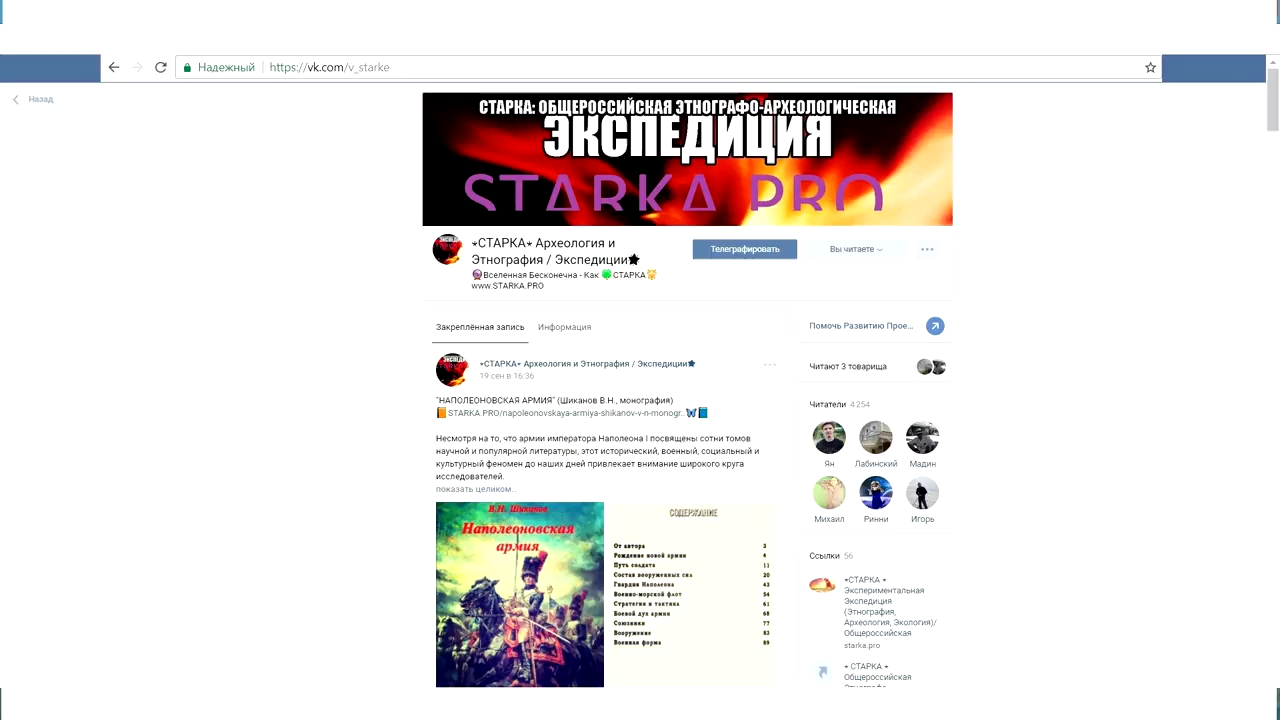 Надежный
https://vk.com/v_starke
Назад
СТАРКА: ОБЩЕРОССИЙСКАЯ ЭТНОГРАФО-АРХЕОЛОГИЧЕСКАЯ
ЭКСПЕДИЦИЯ
STARKA.PRO
⋆СТАРКА⋆ Археология и
Этнография / Экспедиции
Вселенная Бесконечна - Как СТАРКА
www.STARKA.PRO
Телеграфировать
Вы читаете
Закреплённая запись
Информация
⋆СТАРКА⋆ Археология и Этнография / Экспедиции
19 сен в 16:36
"НАПОЛЕОНОВСКАЯ АРМИЯ" (Шиканов В.Н., монография)
STARKA.PRO/napoleonovskaya-armiya-shikanov-v-n-monogr..
Несмотря на то, что армии императора Наполеона I посвящены сотни томов
научной и популярной литературы, этот исторический, военный, социальный и
культурный феномен до наших дней привлекает внимание широкого круга
исследователей.
показать целиком..
В.Н. Шиканов
Наполеоновская
армия
СОДЕРЖАНИЕ
От автора 3
Рождение новой армии 4
Путь солдата 11
Состав вооруженных сил 20
Гвардия Наполеона 43
Военно-морской флот 54
Стратегия и тактика 61
Боевой дух армии 68
Союзники 77
Вооружение 83
Военная форма 89
Помочь Развитию Прое...
Читают 3 товарища
Читатели 4 254
Ян
Лабинский
Мадин
Михаил
Ринни
Игорь
Ссылки 56
⋆СТАРКА ⋆
Экспериментальная
Экспедиция
(Этнография,
Археология, Экология)/
Общероссийская
starka.pro
⋆ СТАРКА ⋆
Общероссийская